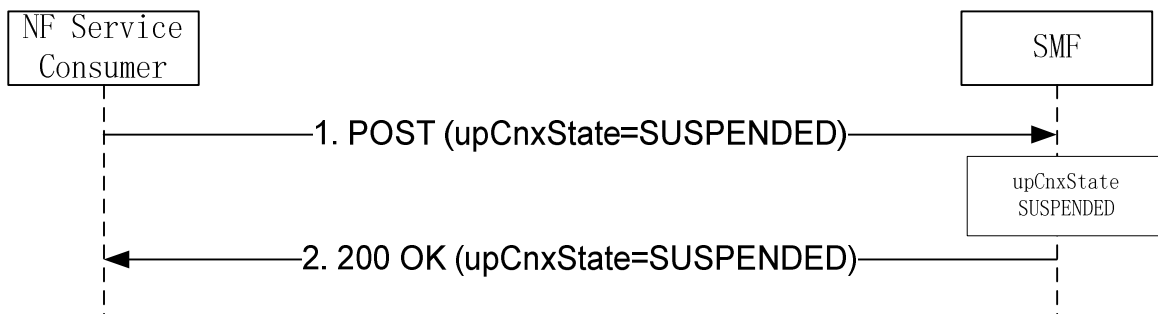 NF Service
Consumer
SMF
1. POST (upCnxState=SUSPENDED)
upCnxState
SUSPENDED
2. 200 OK (upCnxState=SUSPENDED)